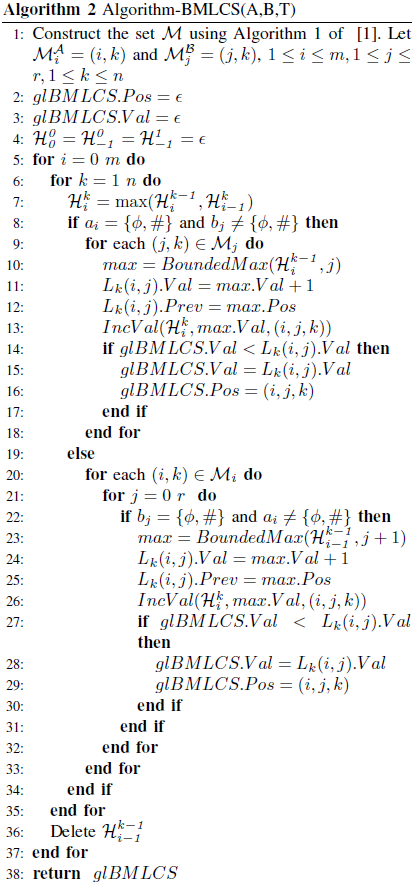 Algorithm 2 Algorithm-BMLCS(A,B,T)
1: Construct the set $\mathcal{M}$ using Algorithm 1 of [1]. Let
$\mathcal{M}_i^A = (i, k)$ and $\mathcal{M}_j^B = (j, k)$, $1 \leq i \leq m, 1 \leq j \leq$
$r, 1 \leq k \leq n$
2: $glBMLCS.Pos = \epsilon$
3: $glBMLCS.Val = \epsilon$
4: $\mathcal{H}_0^0 = \mathcal{H}_{-1}^0 = \mathcal{H}_{-1}^1 = \epsilon$
5: for $i = 0$ $m$ do
6: for $k = 1$ $n$ do
7: $\mathcal{H}_i^k = \max(\mathcal{H}_i^{k-1}, \mathcal{H}_{i-1}^k)$
8: if $a_i = \{\phi, \#\}$ and $b_j \neq \{\phi, \#\}$ then
9: for each $(j, k) \in \mathcal{M}_j$ do
10: $max = BoundedMax(\mathcal{H}_i^{k-1}, j)$
11: $L_k(i, j).Val = max.Val + 1$
12: $L_k(i, j).Prev = max.Pos$
13: $IncVal(\mathcal{H}_i^k, max.Val, (i, j, k))$
14: if $glBMLCS.Val < L_k(i, j).Val$ then
15: $glBMLCS.Val = L_k(i, j).Val$
16: $glBMLCS.Pos = (i, j, k)$
17: end if
18: end for
19: else
20: for each $(i, k) \in \mathcal{M}_i$ do
21: for $j = 0$ $r$ do
22: if $b_j = \{\phi, \#\}$ and $a_i \neq \{\phi, \#\}$ then
23: $max = BoundedMax(\mathcal{H}_{i-1}^{k-1}, j + 1)$
24: $L_k(i, j).Val = max.Val + 1$
25: $L_k(i, j).Prev = max.Pos$
26: $IncVal(\mathcal{H}_i^k, max.Val, (i, j, k))$
27: if $glBMLCS.Val < L_k(i, j).Val$
then
28: $glBMLCS.Val = L_k(i, j).Val$
29: $glBMLCS.Pos = (i, j, k)$
30: end if
31: end if
32: end for
33: end for
34: end if
35: end for
36: Delete $\mathcal{H}_{i-1}^{k-1}$
37: end for
38: return $glBMLCS$